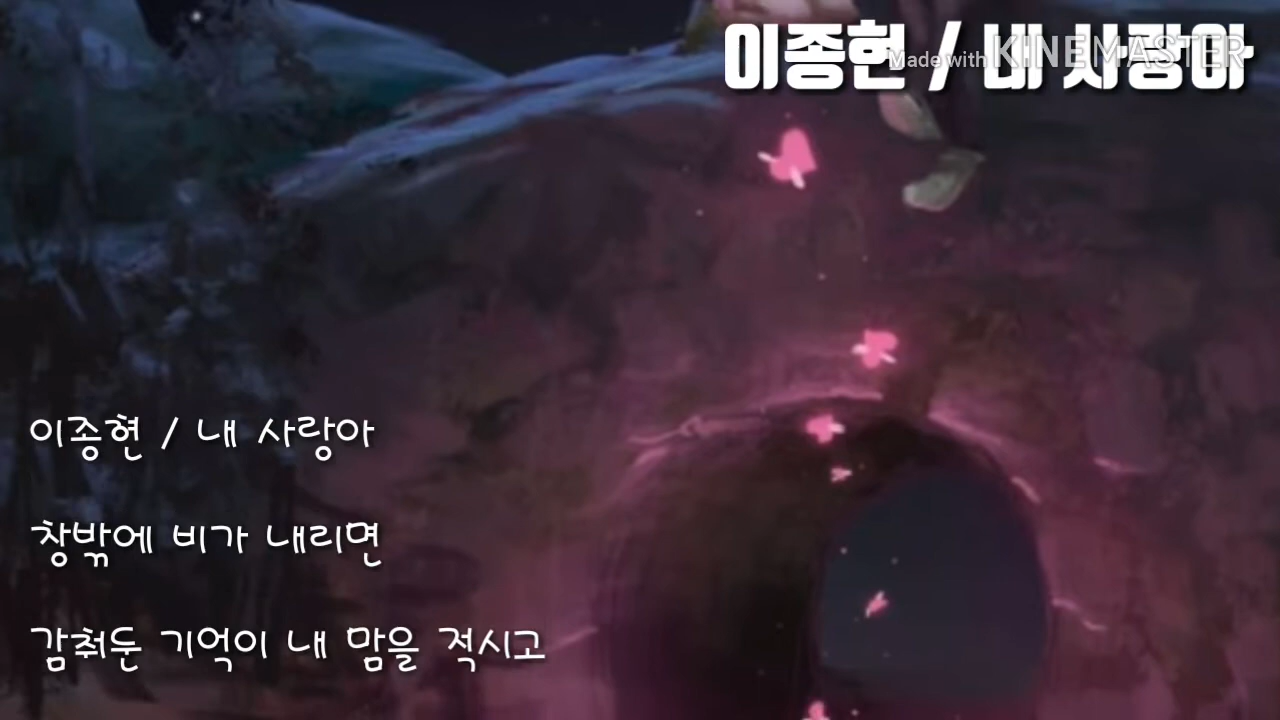 이종현 / 내 사랑아
Made with KINEMASTER
이종현 / 내 사랑아
창밖에 비가 내리면
감춰둔 기억이 내 맘을 적시고